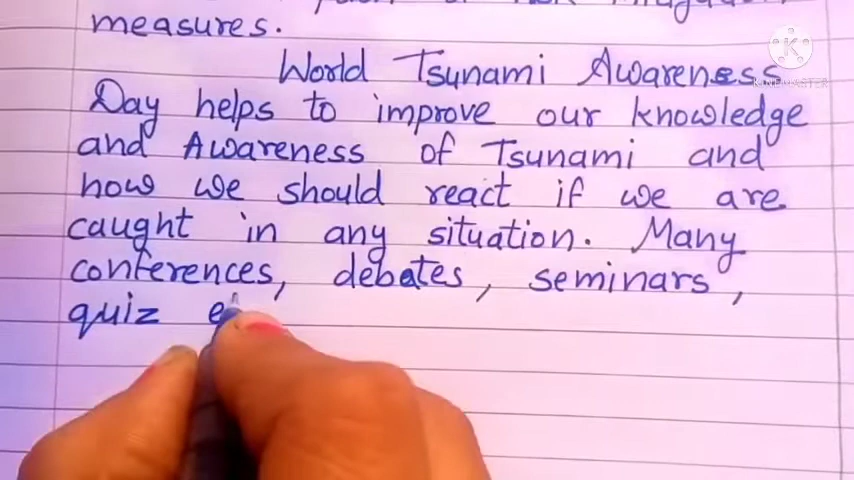 measures.
World Tsunami Awareness
Day helps to improve our knowledge
and Awareness of Tsunami and
how we should react if we are
caught in any situation. Many
conferences, debates, seminars,
quiz e
KINEMASTER